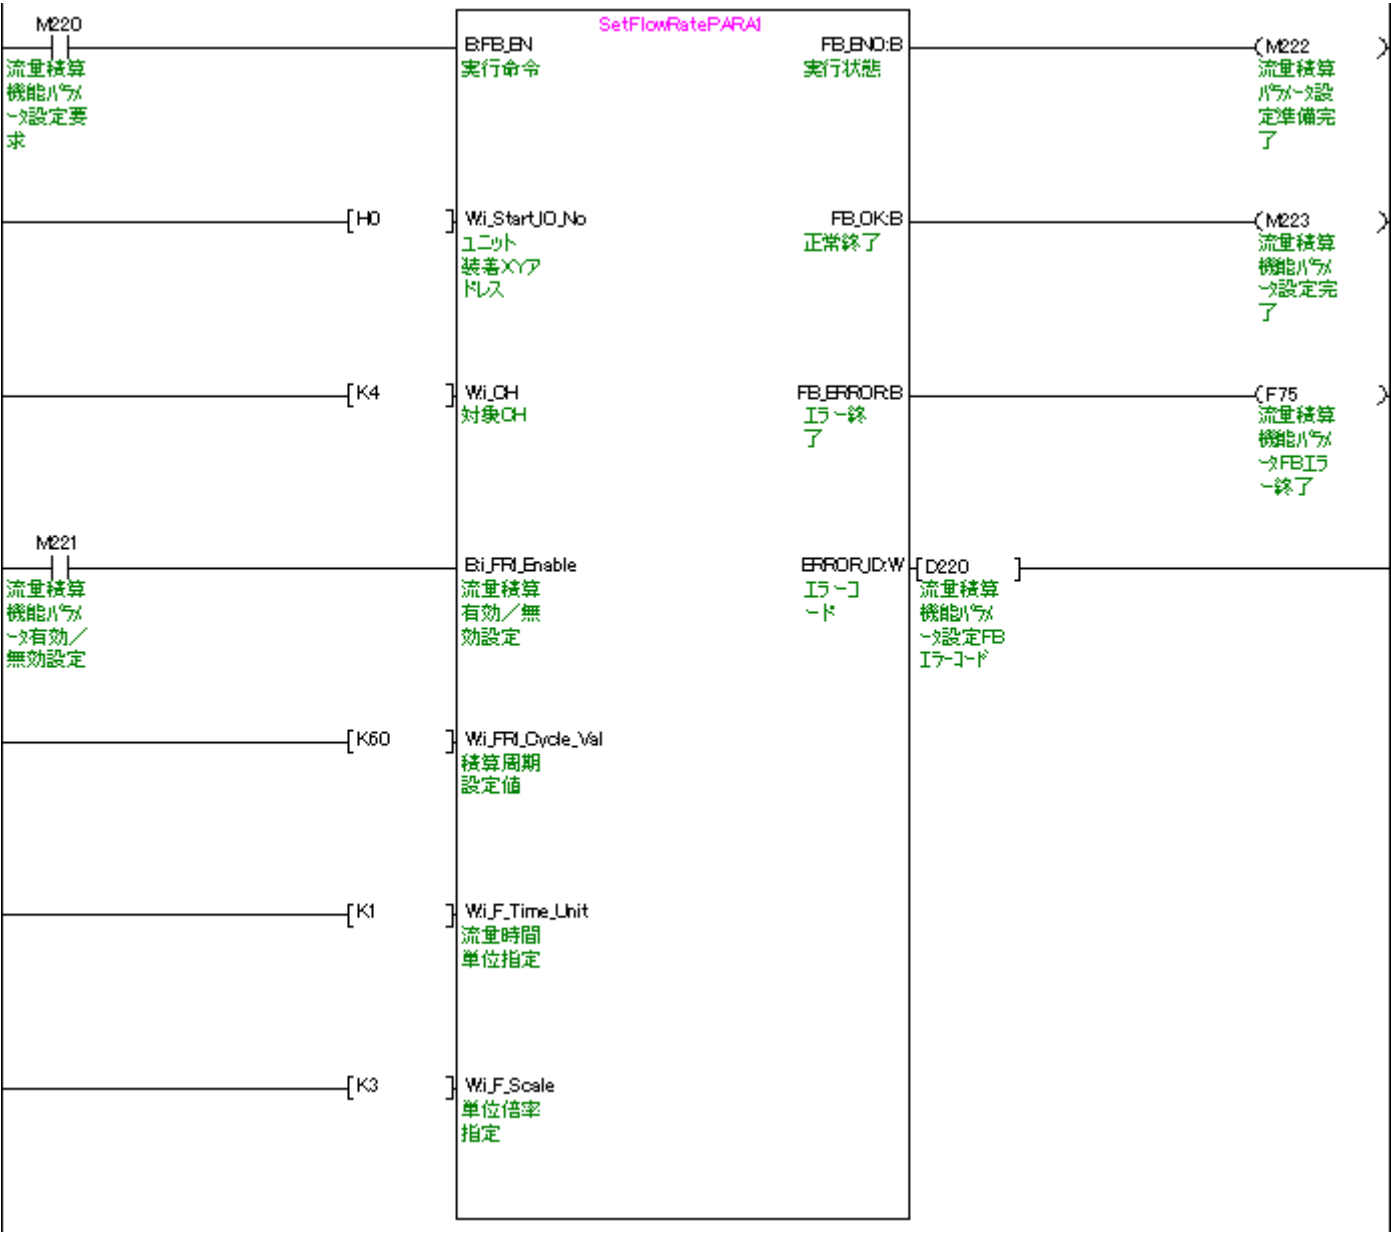 M220
流量積算
機能パラメ
ータ設定要
求
SetFlowRatePARA1
B:FB_EN
実行命令
FB_ENO:B
実行状態
M222
流量積算
パラメータ設
定準備完
了
H0
W:i_Start_IO_No
ユニット
装着XYア
ドレス
FB_OK:B
正常終了
M223
流量積算
機能パラメ
ータ設定完
了
K4
W:i_CH
対象CH
FB_ERROR:B
エラー終
了
F75
流量積算
機能パラメ
ータFBエラ
ー終了
M221
流量積算
機能パラメ
ータ有効／
無効設定
B:i_FRI_Enable
流量積算
有効／無
効設定
ERROR_ID:W
エラーコ
ード
D220
流量積算
機能パラメ
ータ設定FB
エラーコード
K60
W:i_FRI_Cycle_Val
積算周期
設定値
K1
W:i_F_Time_Unit
流量時間
単位指定
K3
W:i_F_Scale
単位倍率
指定